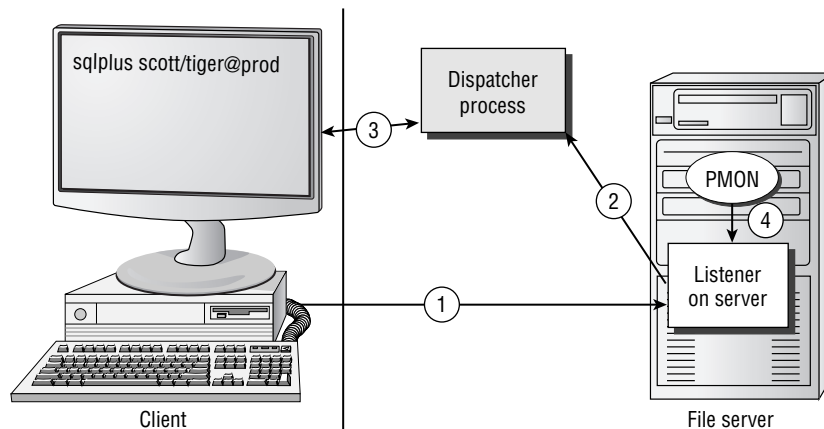 sqlplus scott/tiger@prod
Dispatcher
process
3
2
PMON
4
Listener
on server
1
Client
File server